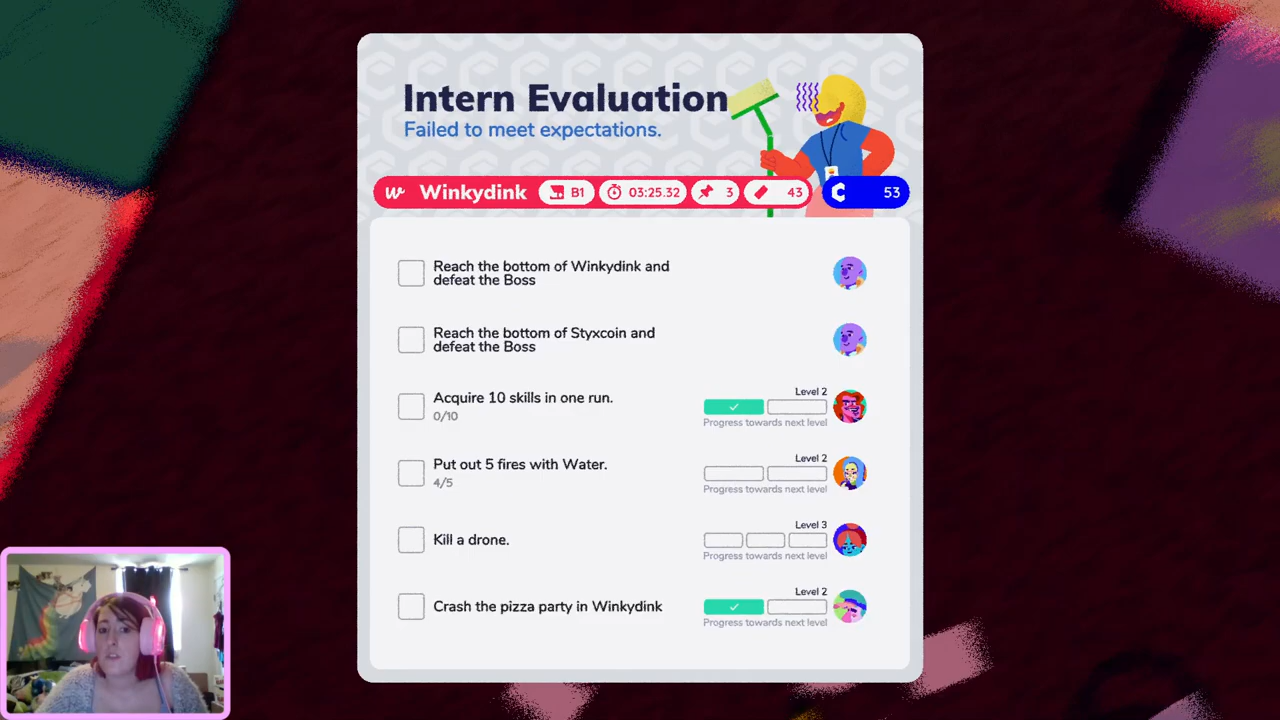 Intern Evaluation
Failed to meet expectations.
w Winkydink B1 03:25.32 3 43 C 53
Reach the bottom of Winkydink and
defeat the Boss
Reach the bottom of Styxcoin and
defeat the Boss
Acquire 10 skills in one run.
0/10
Level 2
Progress towards next level
Put out 5 fires with Water.
4/5
Level 2
Progress towards next level
Kill a drone.
Level 3
Progress towards next level
Crash the pizza party in Winkydink
Level 2
Progress towards next level